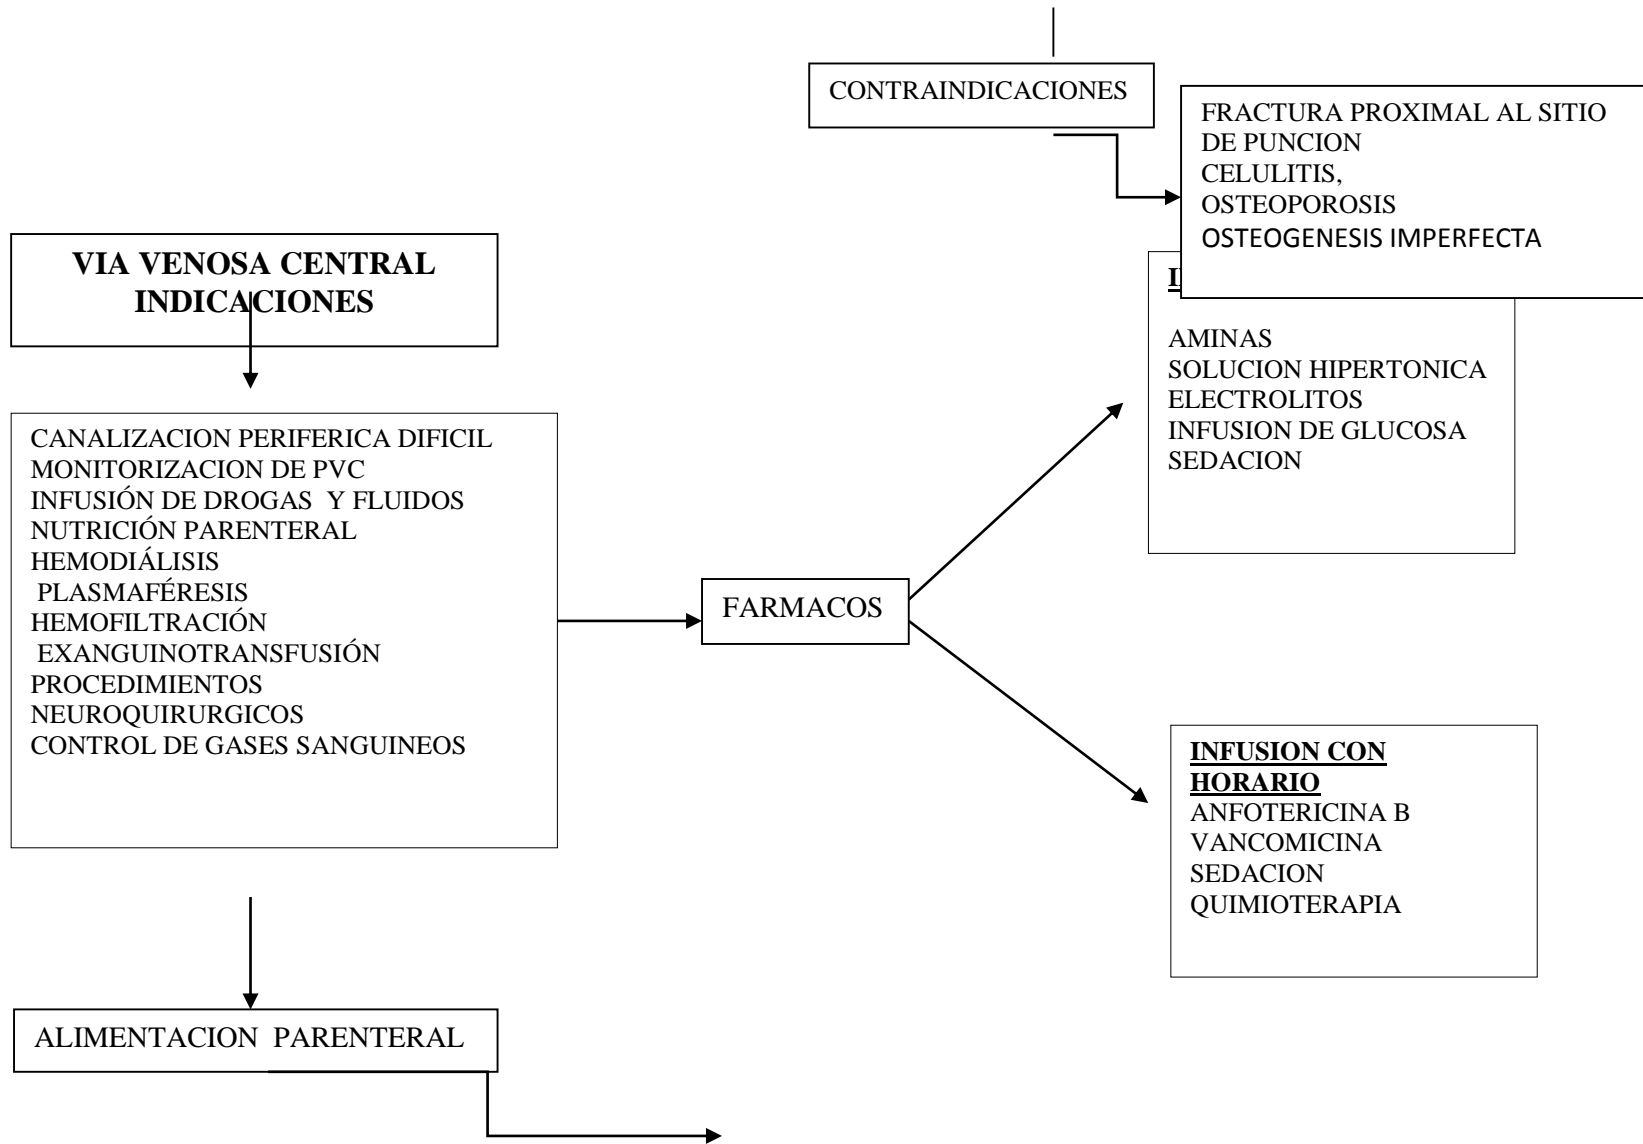 CONTRAINDICACIONES
FRACTURA PROXIMAL AL SITIO
DE PUNCION
CELULITIS,
OSTEOPOROSIS
OSTEOGENESIS IMPERFECTA
VIA VENOSA CENTRAL
INDICACIONES
CANALIZACION PERIFERICA DIFICIL
MONITORIZACION DE PVC
INFUSIÓN DE DROGAS Y FLUIDOS
NUTRICIÓN PARENTERAL
HEMODIÁLISIS
PLASMAFÉRESIS
HEMOFILTRACIÓN
EXANGUINOTRANSFUSIÓN
PROCEDIMIENTOS
NEUROQUIRURGICOS
CONTROL DE GASES SANGUINEOS
FARMACOS
AMINAS
SOLUCION HIPERTONICA
ELECTROLITOS
INFUSION DE GLUCOSA
SEDACION
INFUSION CON
HORARIO
ANFOTERICINA B
VANCOMICINA
SEDACION
QUIMIOTERAPIA
ALIMENTACION PARENTERAL